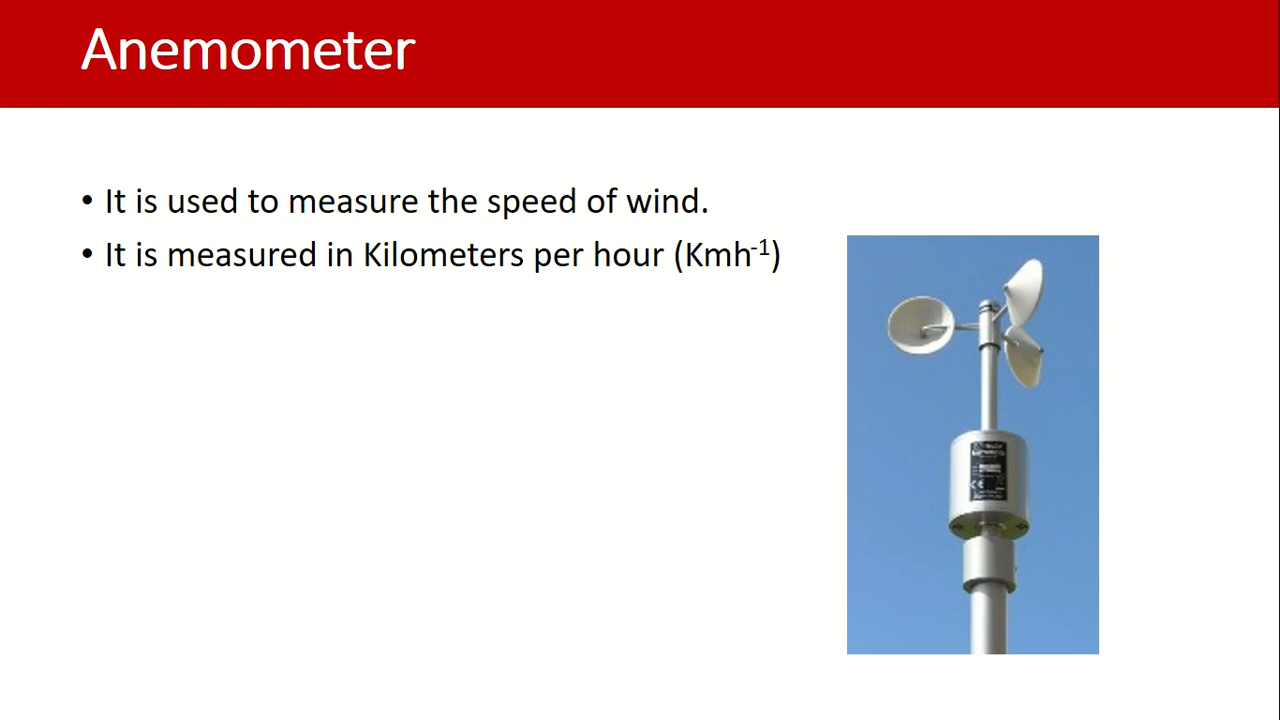 Anemometer
• It is used to measure the speed of wind.
• It is measured in Kilometers per hour (Kmh⁻¹)
CE